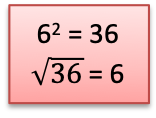 6² = 36
√36 = 6